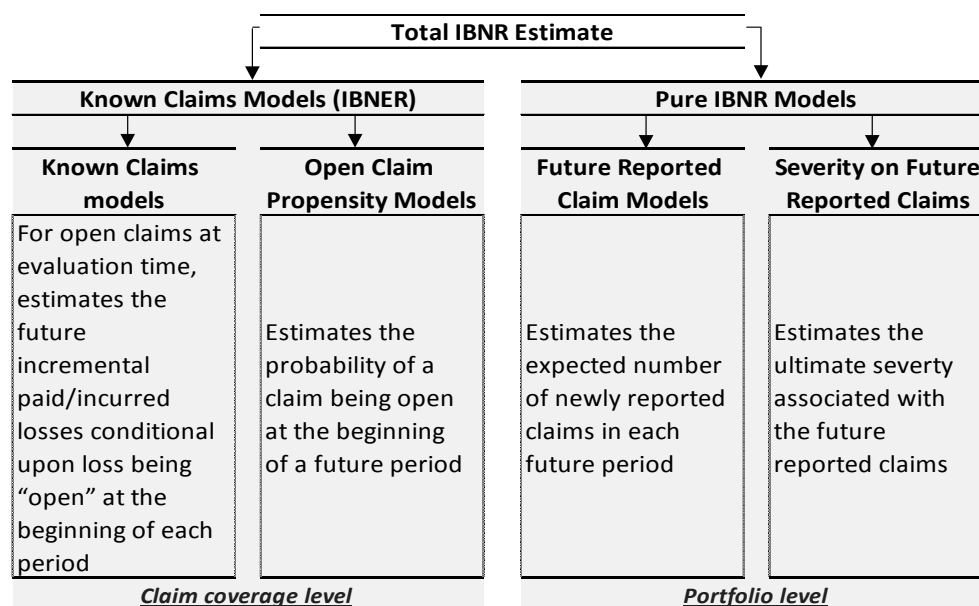 Total IBNR Estimate
Known Claims Models (IBNER)
Pure IBNR Models
Known Claims
models
For open claims at
evaluation time,
estimates the
future
incremental
paid/incurred
losses conditional
upon loss being
“open” at the
beginning of each
period
Open Claim
Propensity Models
Estimates the
probability of a
claim being open
at the beginning
of a future period
Future Reported
Claim Models
Estimates the
expected number
of newly reported
claims in each
future period
Severity on Future
Reported Claims
Estimates the
ultimate severty
associated with
the future
reported claims
Claim coverage level
Portfolio level